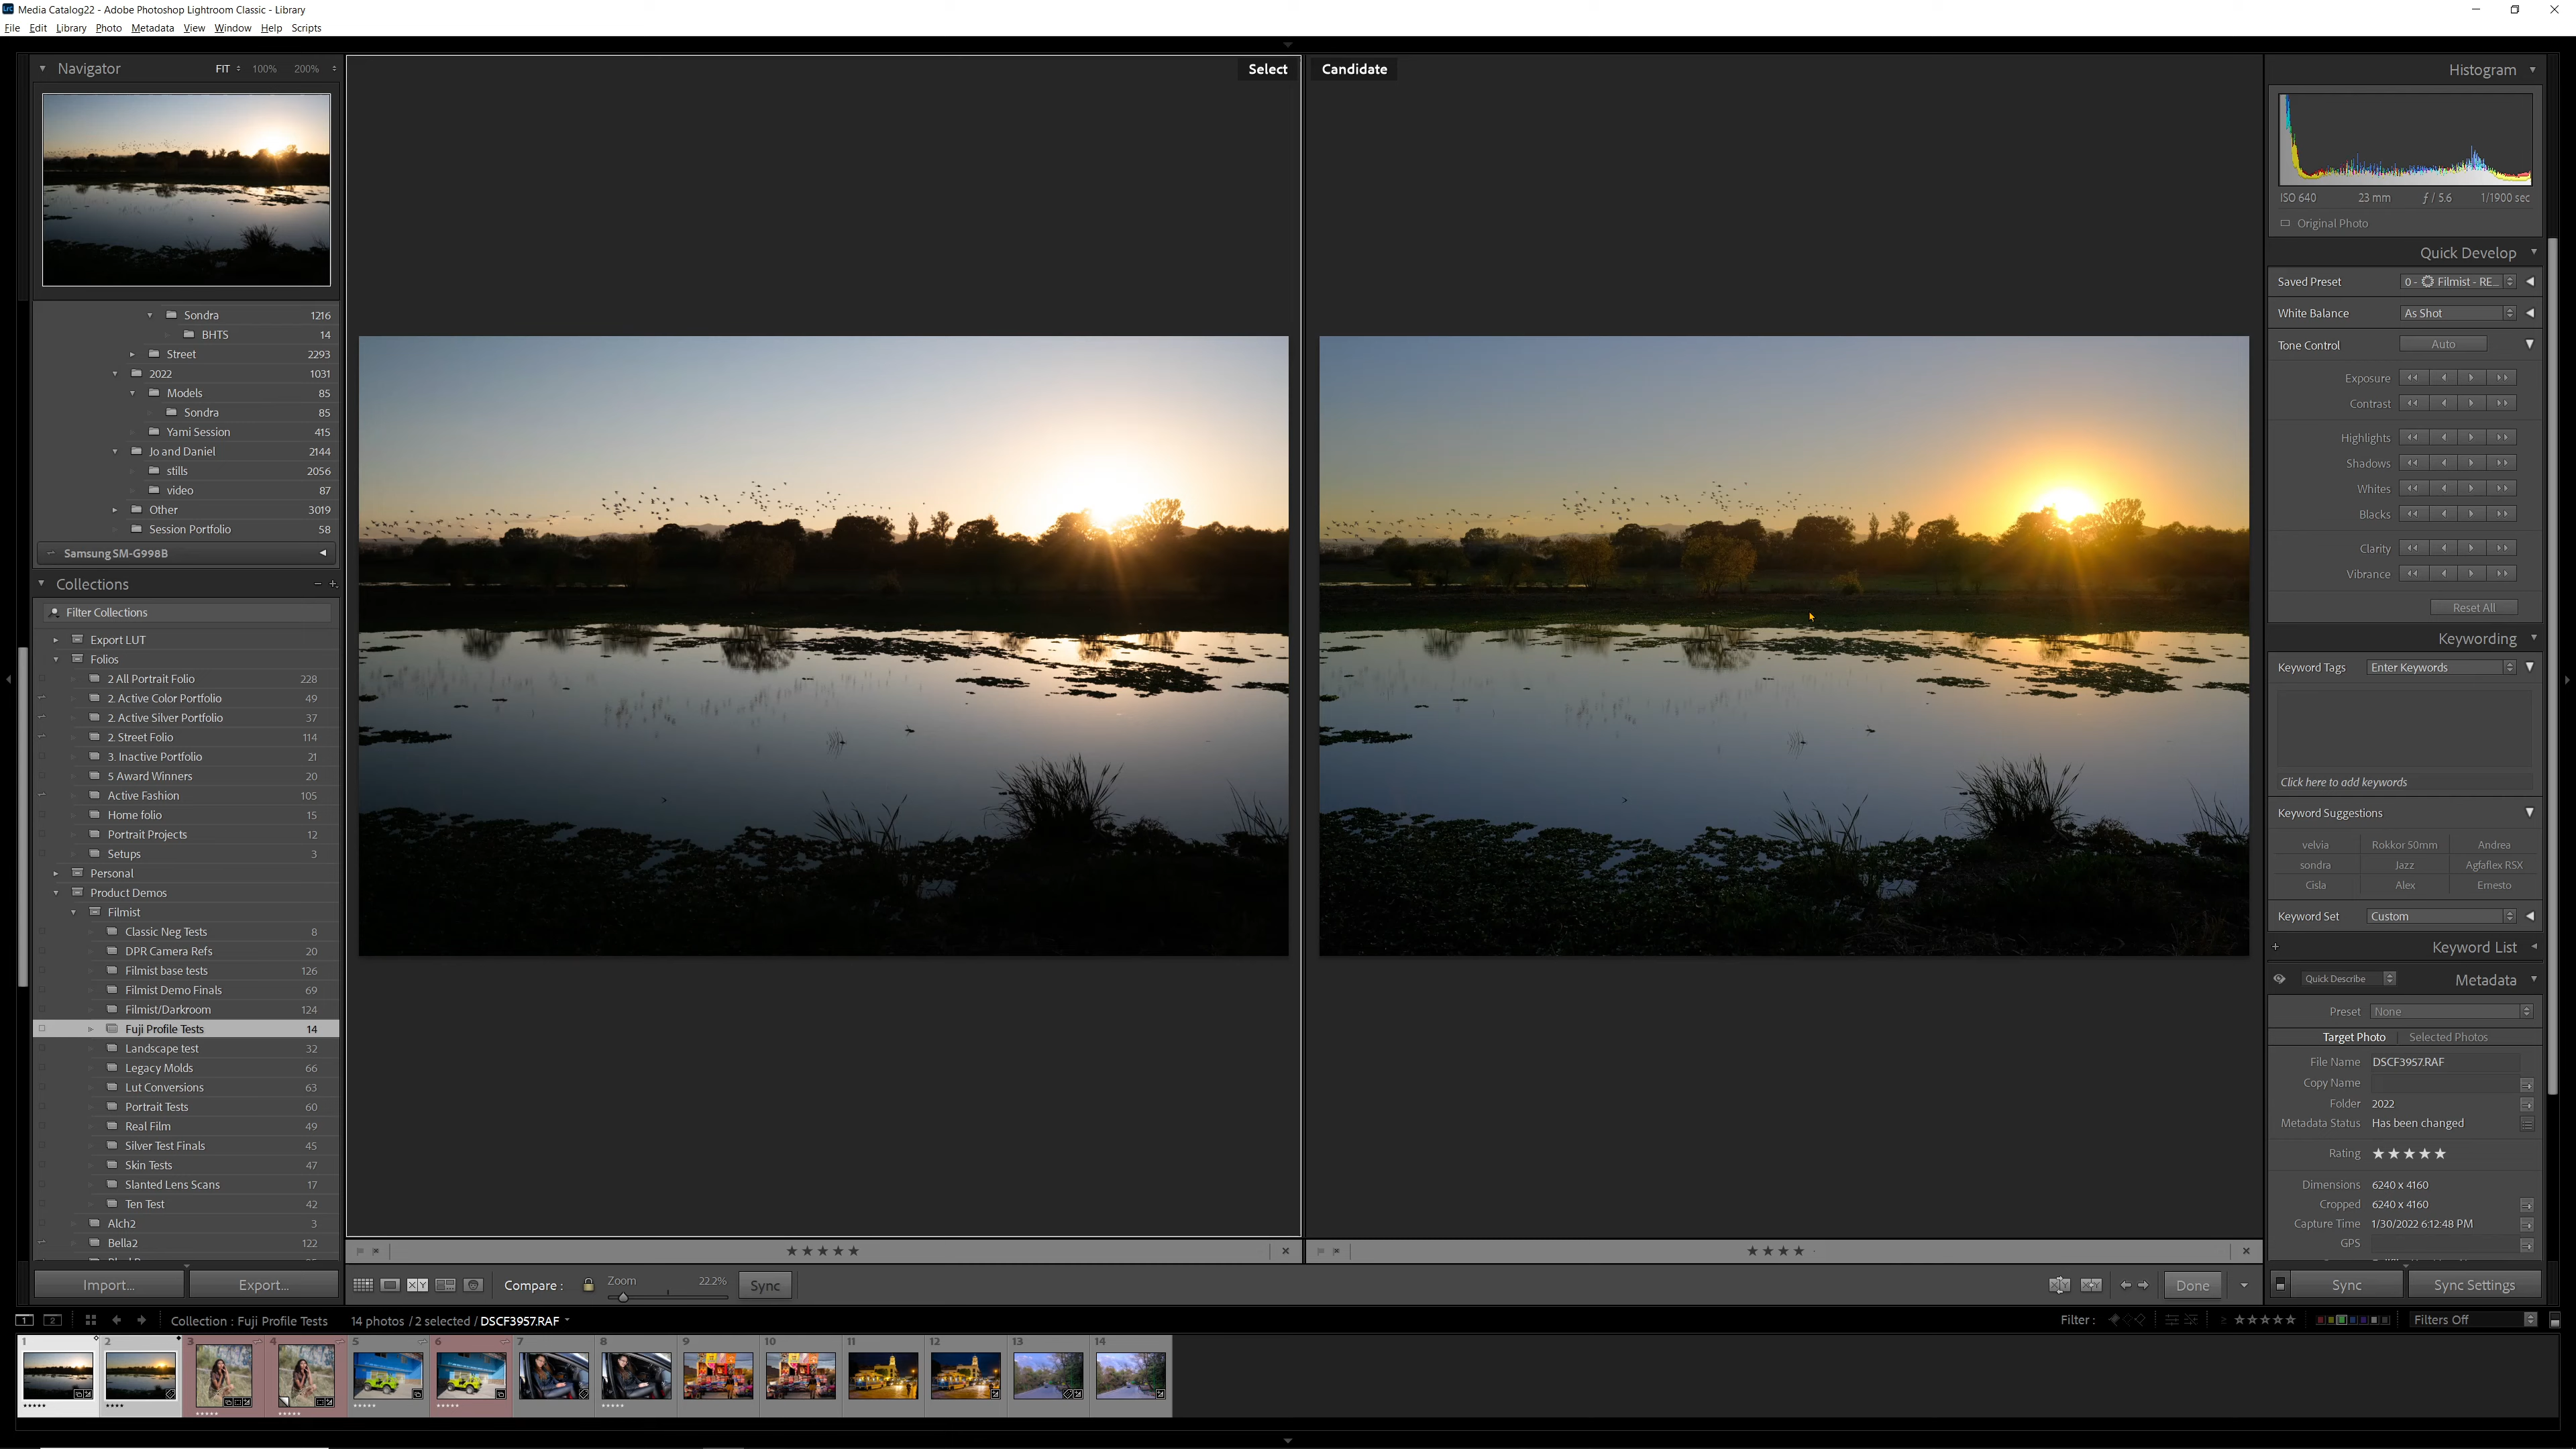 Media Catalog22 - Adobe Photoshop Lightroom Classic - Library
File Edit Library Photo Metadata View Window Help Scripts
Navigator FIT 100% 200%
Sondra 1216
BHTS 14
Street 2293
2022 1031
Models 85
Sondra 85
Yami Session 415
Jo and Daniel 2144
stills 2056
video 87
Other 3019
Session Portfolio 58
Samsung SM-G998B
Collections
Filter Collections
Export LUT
Folios
2 All Portrait Folio 228
2. Active Color Portfolio 49
2. Active Silver Portfolio 37
2. Street Folio 114
3. Inactive Portfolio 21
5 Award Winners 20
Active Fashion 105
Home folio 15
Portrait Projects 12
Setups 3
Personal
Product Demos
Filmist
Classic Neg Tests 8
DPR Camera Refs 20
Filmist base tests 126
Filmist Demo Finals 69
Filmist/Darkroom 124
Fuji Profile Tests 14
Landscape test 32
Legacy Molds 66
Lut Conversions 63
Portrait Tests 60
Real Film 49
Silver Test Finals 45
Skin Tests 47
Slanted Lens Scans 17
Ten Test 42
Alch2 3
Bella2 122
Import... Export...
Select
Candidate
Compare : Zoom 22.2% Sync
Done
Histogram
ISO 640 23 mm ƒ / 5.6 1/1900 sec
Original Photo
Quick Develop
Saved Preset 0 - Filmist - RE...
White Balance As Shot
Tone Control Auto
Exposure
Contrast
Highlights
Shadows
Whites
Blacks
Clarity
Vibrance
Reset All
Keywording
Keyword Tags Enter Keywords
Click here to add keywords
Keyword Suggestions
velvia Rokkor 50mm Andrea
sondra Jazz Agfaflex RSX
Cisla Alex Ernesto
Keyword Set Custom
Keyword List
Quick Describe Metadata
Preset None
Target Photo Selected Photos
File Name DSCF3957.RAF
Copy Name
Folder 2022
Metadata Status Has been changed
Rating ★★★★★
Dimensions 6240 x 4160
Cropped 6240 x 4160
Capture Time 1/30/2022 6:12:48 PM
GPS
Sync Sync Settings
1 2 Collection : Fuji Profile Tests 14 photos / 2 selected / DSCF3957.RAF Filter : Filters Off
1 2 3 4 5 6 7 8 9 10 11 12 13 14